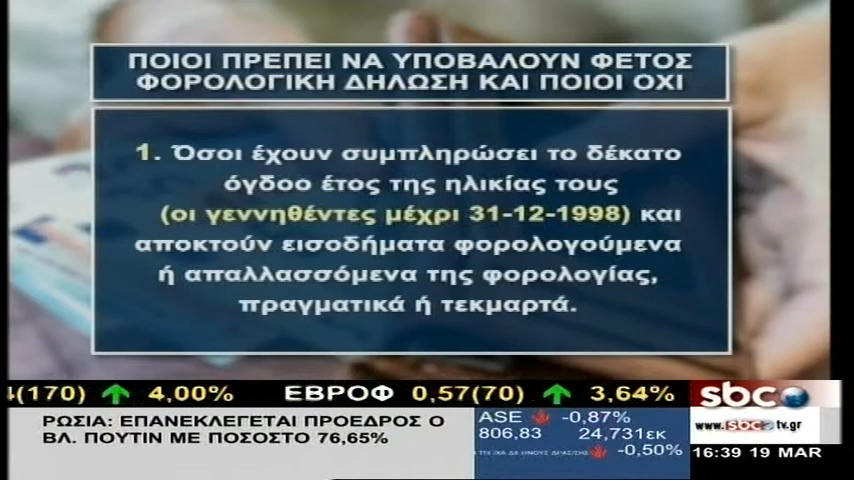 ΠΟΙΟΙ ΠΡΕΠΕΙ ΝΑ ΥΠΟΒΑΛΟΥΝ ΦΕΤΟΣ
ΦΟΡΟΛΟΓΙΚΗ ΔΗΛΩΣΗ ΚΑΙ ΠΟΙΟΙ ΟΧΙ
1. Όσοι έχουν συμπληρώσει το δέκατο
όγδοο έτος της ηλικίας τους
(οι γεννηθέντες μέχρι 31-12-1998) και
αποκτούν εισοδήματα φορολογούμενα
ή απαλλασσόμενα της φορολογίας,
πραγματικά ή τεκμαρτά.
(170) 4,00% ΕΒΡΟΦ 0,57(70) 3,64%
sbc
www.sbctv.gr
ΡΩΣΙΑ: ΕΠΑΝΕΚΛΕΓΕΤΑΙ ΠΡΟΕΔΡΟΣ Ο
ΒΛ. ΠΟΥΤΙΝ ΜΕ ΠΟΣΟΣΤΟ 76,65%
ASE -0,87%
806,83 24,731εκ
-0,50%
16:39 19 MAR